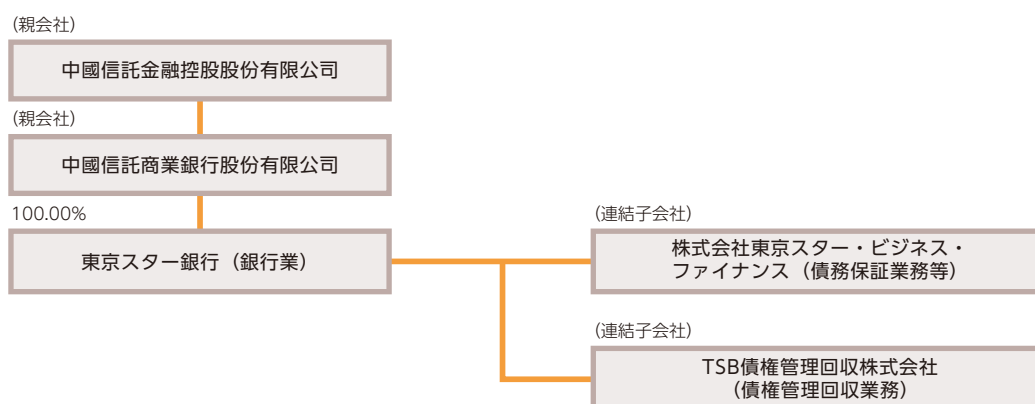 (親会社)
中國信託金融控股股份有限公司
(親会社)
中國信託商業銀行股份有限公司
100.00%
東京スター銀行（銀行業）
(連結子会社)
株式会社東京スター・ビジネス・
ファイナンス（債務保証業務等）
(連結子会社)
TSB債権管理回収株式会社
（債権管理回収業務）